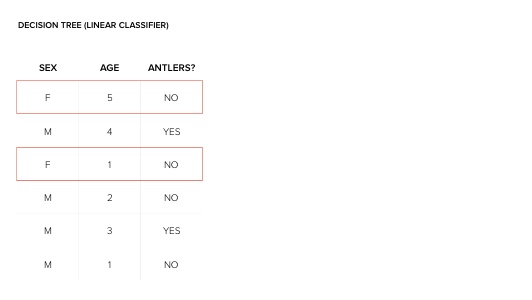 DECISION TREE (LINEAR CLASSIFIER)
SEX AGE ANTLERS?
F 5 NO
M 4 YES
F 1 NO
M 2 NO
M 3 YES
M 1 NO